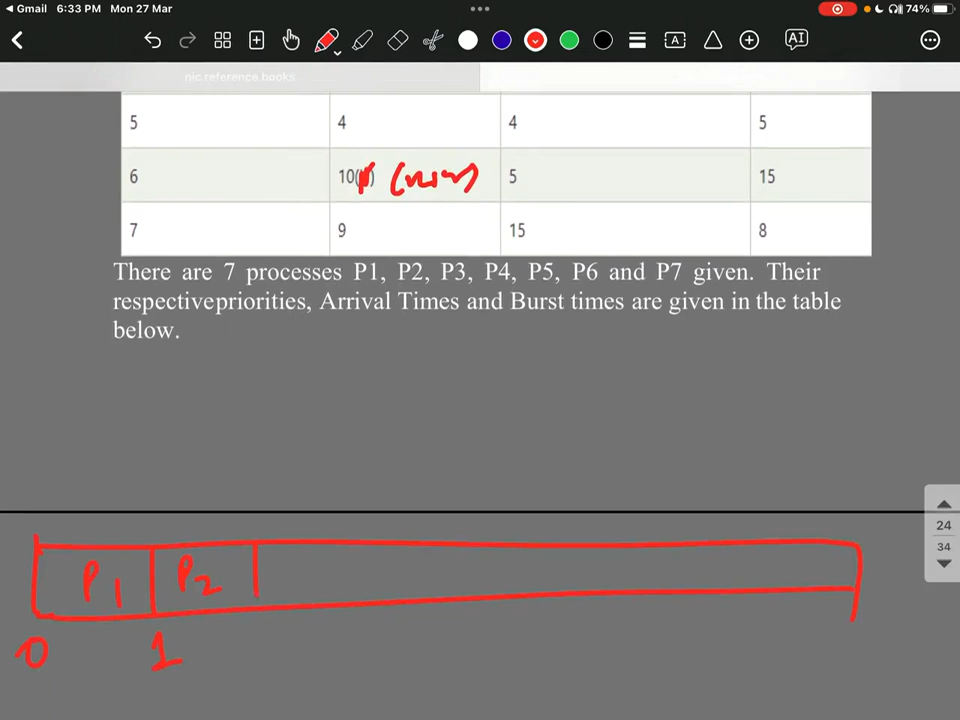 Gmail 6:33 PM Mon 27 Mar 74%
A AI
nic.reference books
5 4 4 5
6 10( 5 15
7 9 15 8
There are 7 processes P1, P2, P3, P4, P5, P6 and P7 given. Their
respectivepriorities, Arrival Times and Burst times are given in the table
below.
24
34
P1 P2
0 1